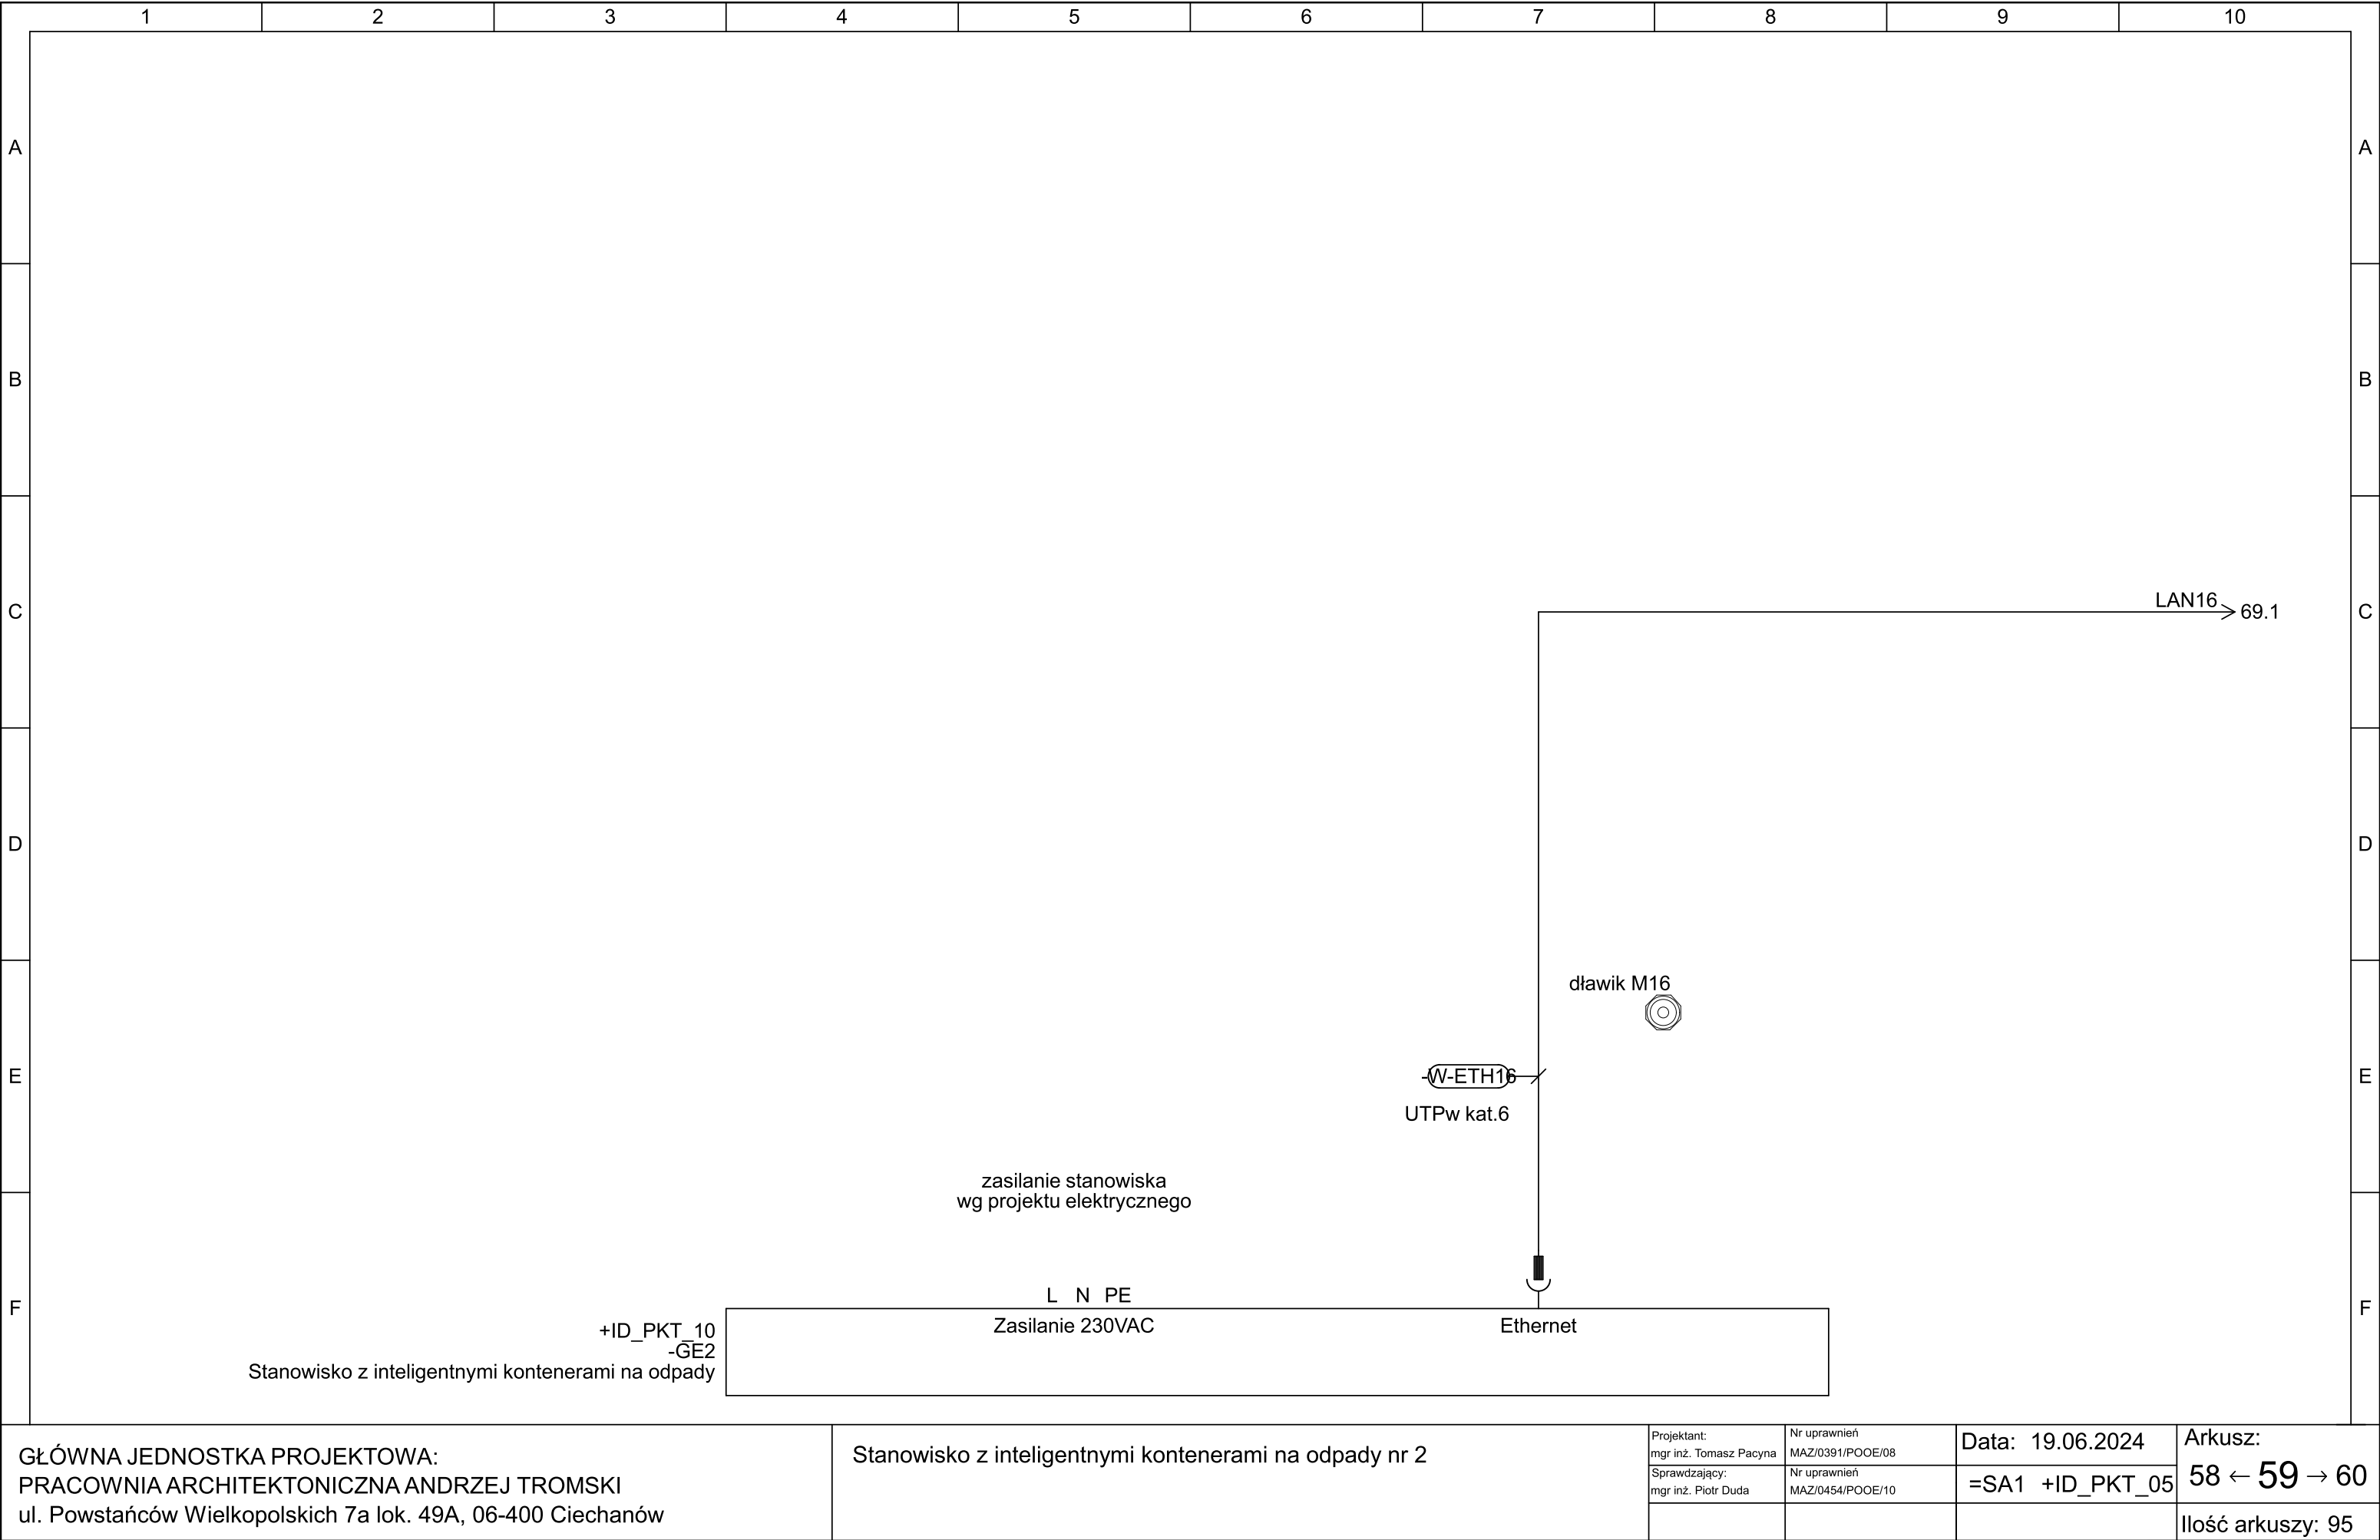 1 2 3 4 5 6 7 8 9 10
A A
B B
LAN16
C 69.1 C
D D
dławik M16
E -W-ETH16 E
UTPw kat.6
zasilanie stanowiska
wg projektu elektrycznego
L N PE
F F
+ID_PKT_10 Zasilanie 230VAC Ethernet
-GE2
Stanowisko z inteligentnymi kontenerami na odpady
GŁÓWNA JEDNOSTKA PROJEKTOWA:
PRACOWNIA ARCHITEKTONICZNA ANDRZEJ TROMSKI
ul. Powstańców Wielkopolskich 7a lok. 49A, 06-400 Ciechanów
Stanowisko z inteligentnymi kontenerami na odpady nr 2
Projektant:
mgr inż. Tomasz Pacyna
Nr uprawnień
MAZ/0391/POOE/08
Sprawdzający:
mgr inż. Piotr Duda
Nr uprawnień
MAZ/0454/POOE/10
Data: 19.06.2024
=SA1 +ID_PKT_05
Arkusz:
58 ← 59 → 60
Ilość arkuszy: 95